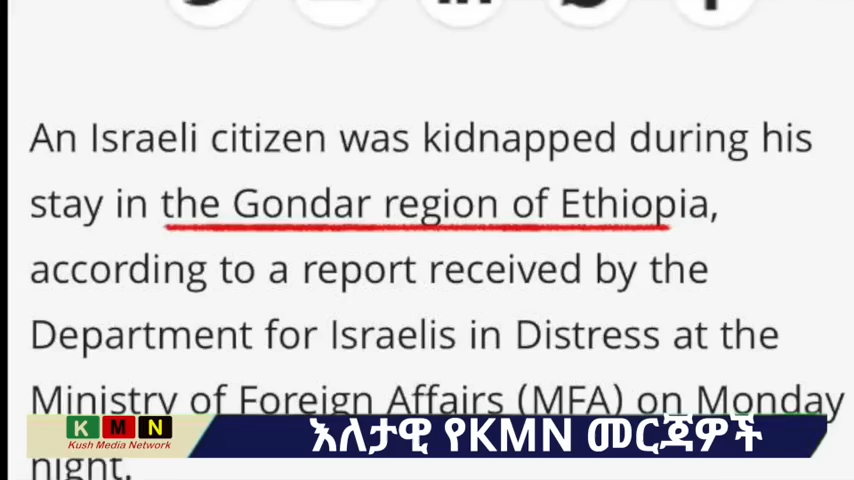 An Israeli citizen was kidnapped during his
stay in the Gondar region of Ethiopia,
according to a report received by the
Department for Israelis in Distress at the
Ministry of Foreign Affairs (MFA) on Monday
night.
K M N
Kush Media Network
እለታዊ የKMN መርጃዎች